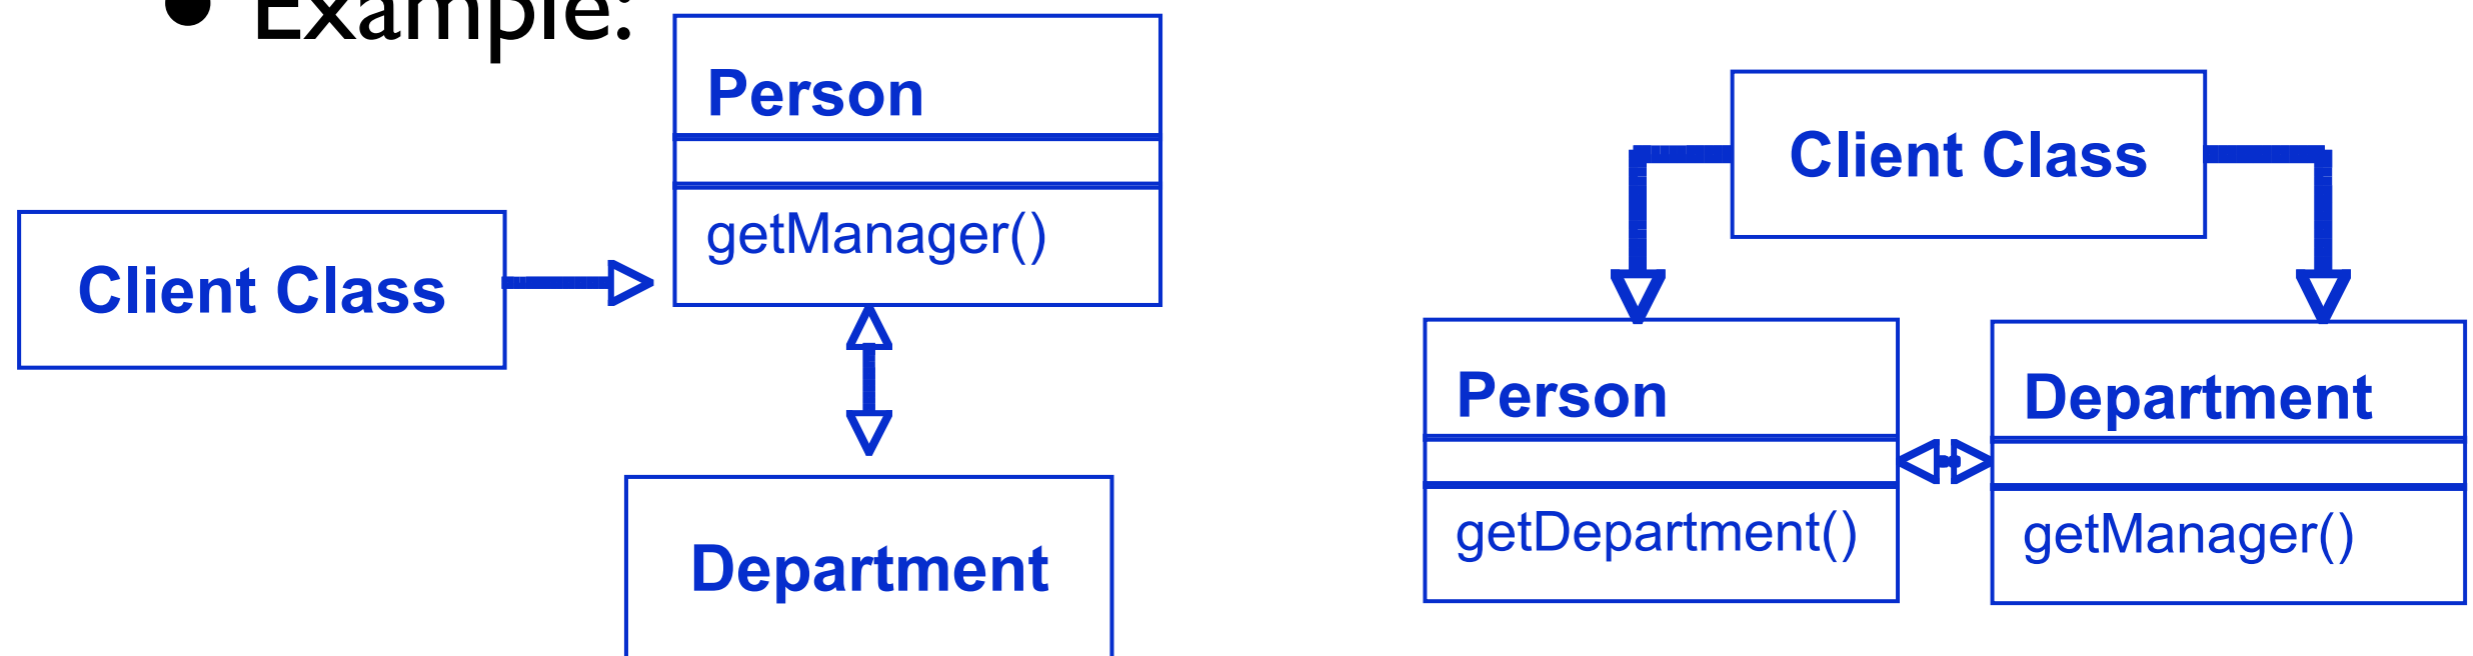 Example:
Person
getManager()
Client Class
Department
Client Class
Person
getDepartment()
Department
getManager()